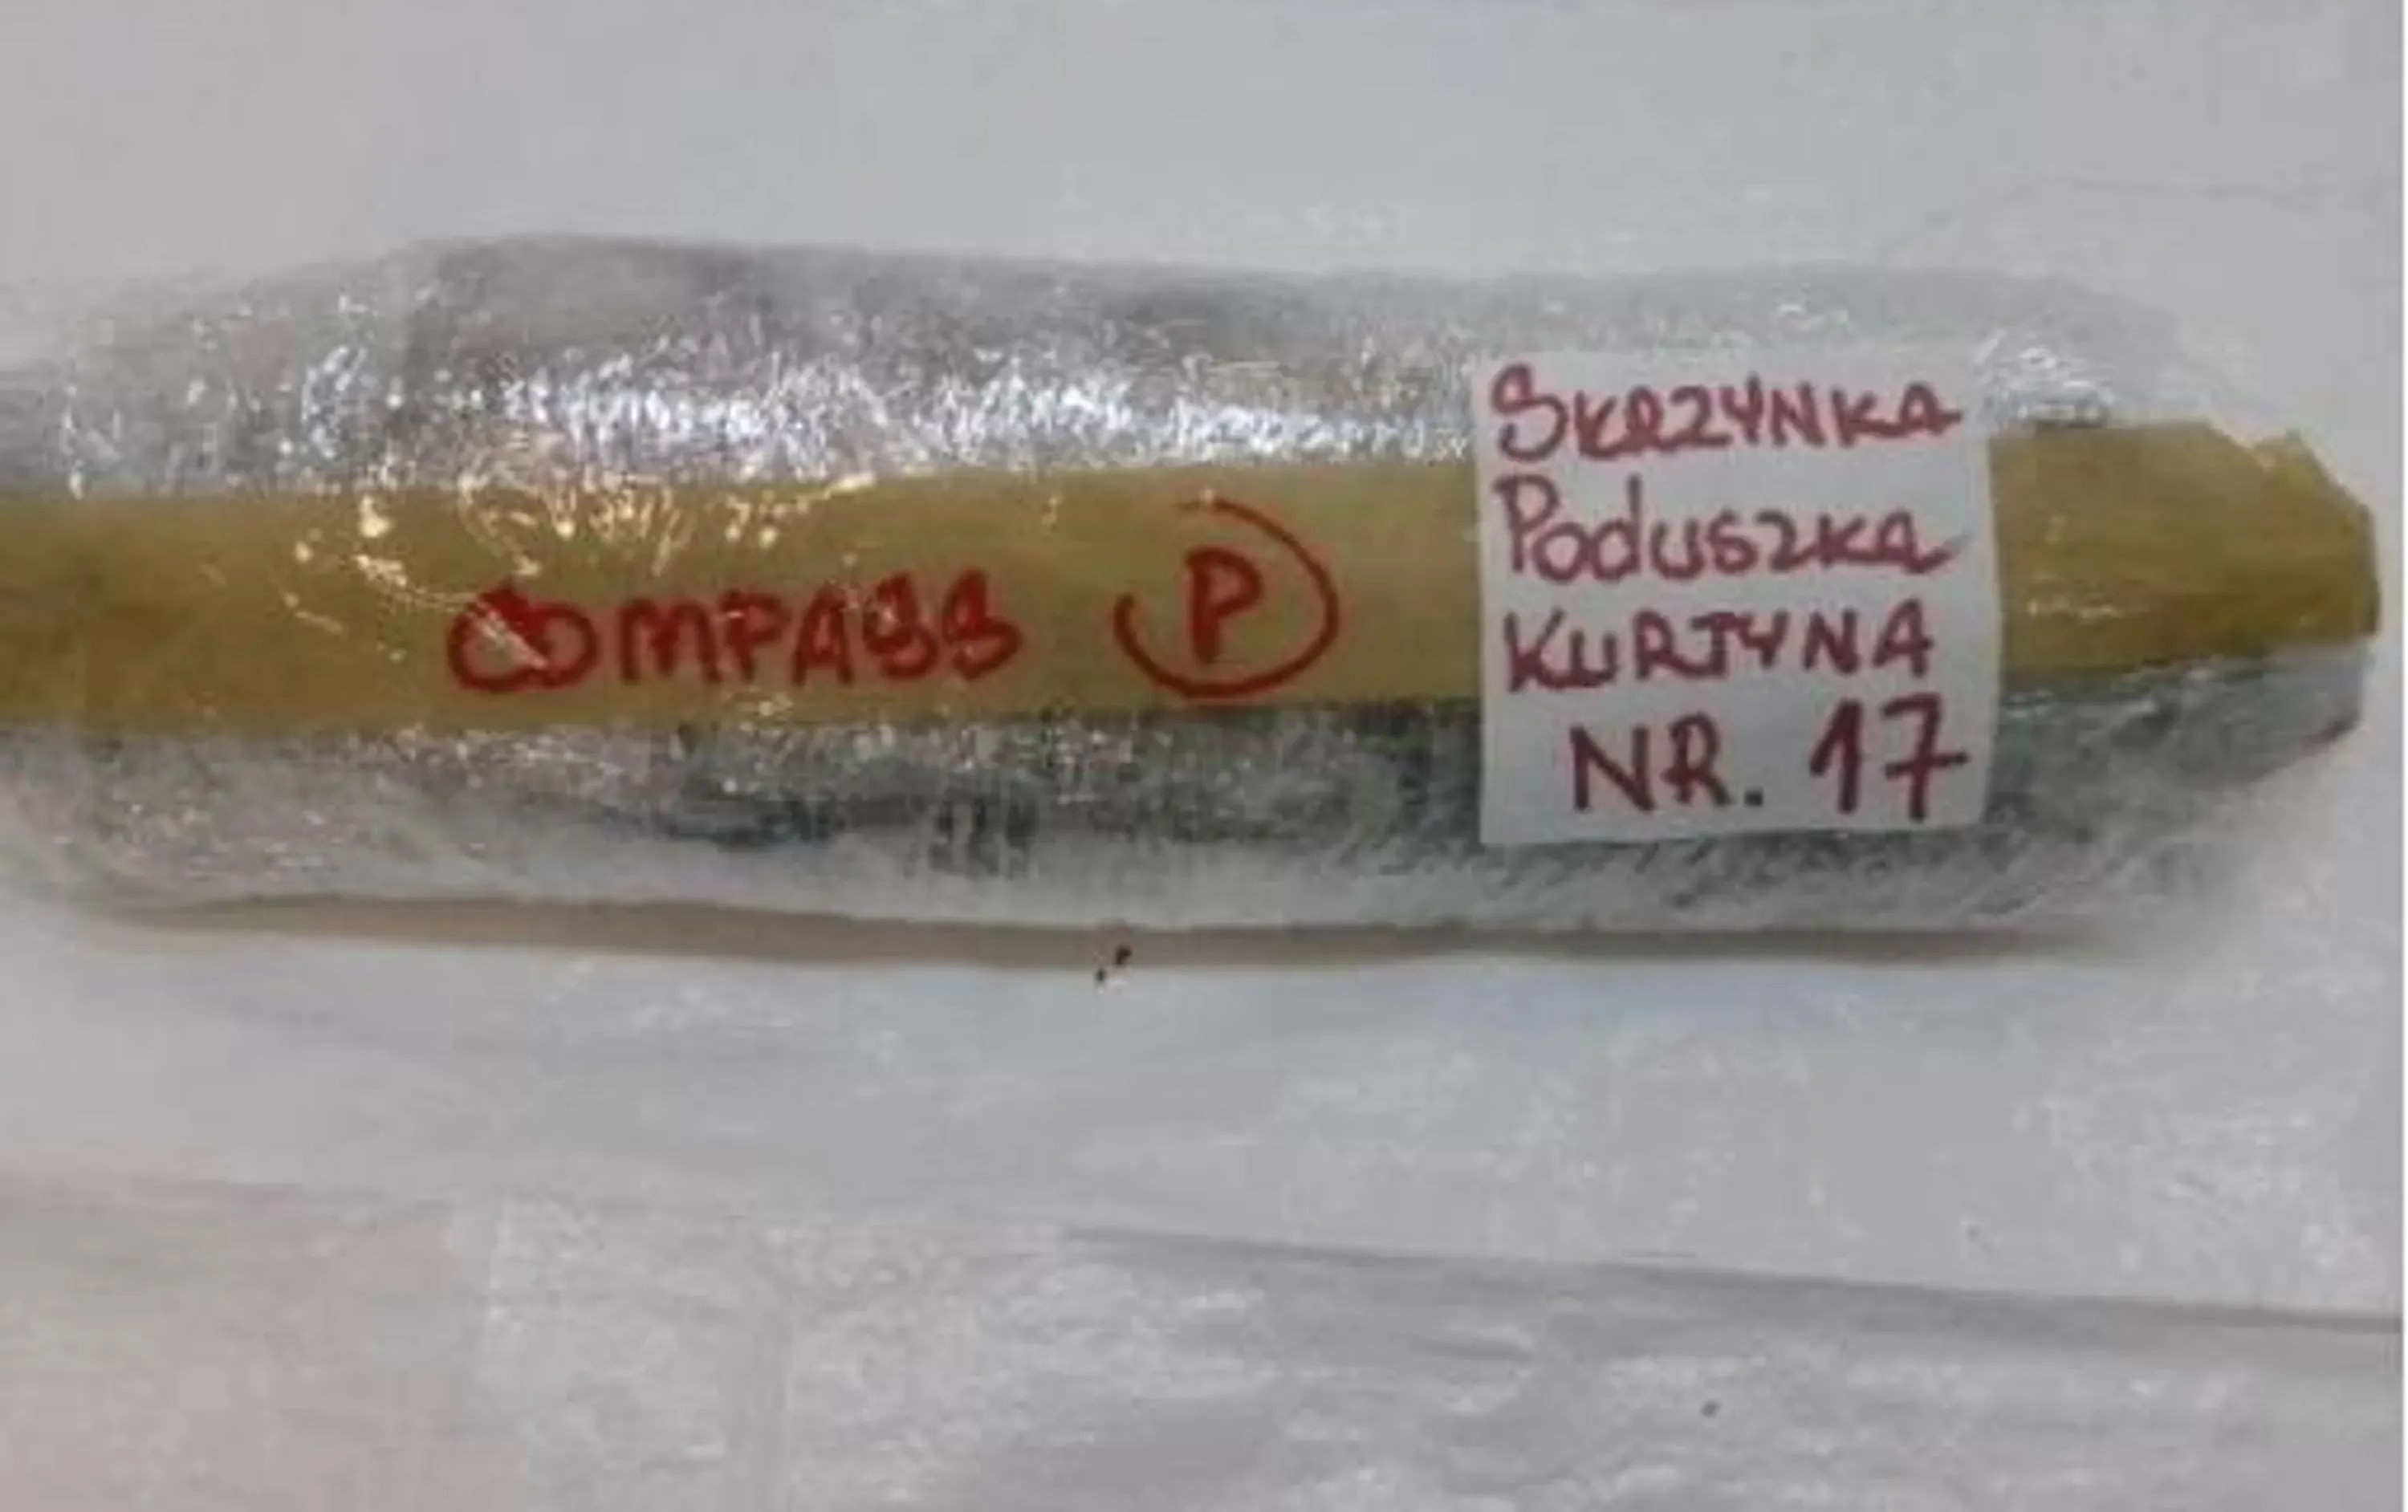 COMPASS P
SKRZYNKA
PODUSZKA
KURTYNA
NR. 17